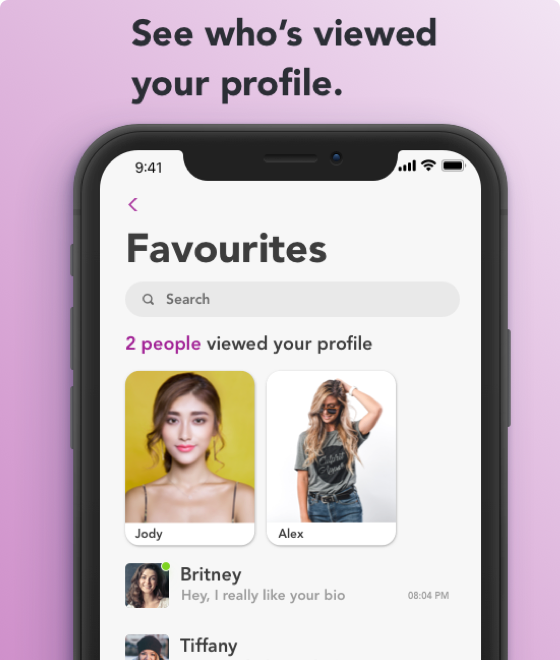 See who's viewed
your profile.
9:41
Favourites
Search
2 people viewed your profile
Jody
Alex
Britney
Hey, I really like your bio
08:04 PM
Tiffany